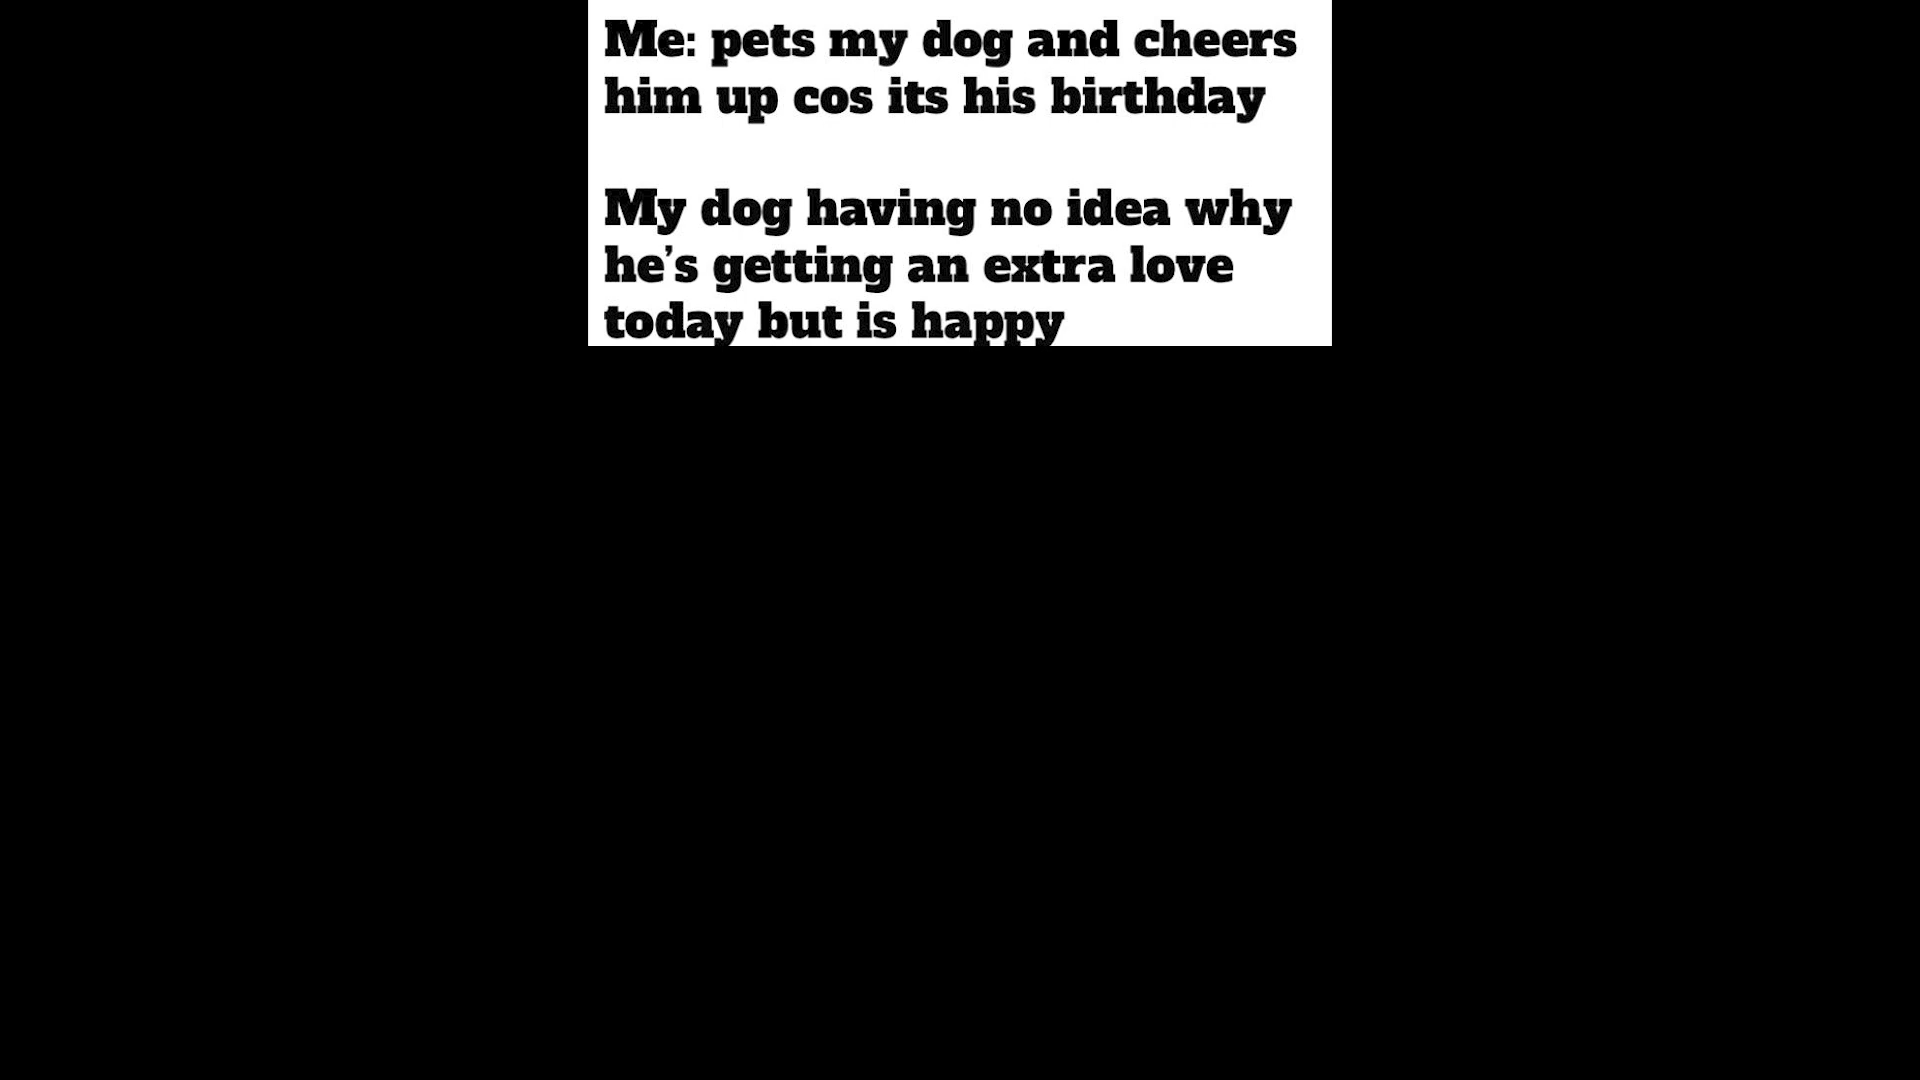 Me: pets my dog and cheers
him up cos its his birthday
My dog having no idea why
he's getting an extra love
today but is happy